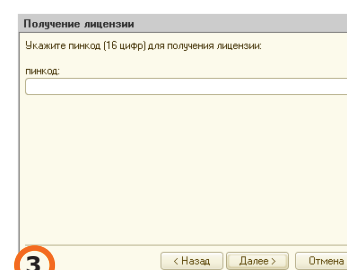 Получение лицензии
Укажите пинкод (16 цифр) для получения лицензии:
пинкод:
< Назад
Далее >
Отмена
3